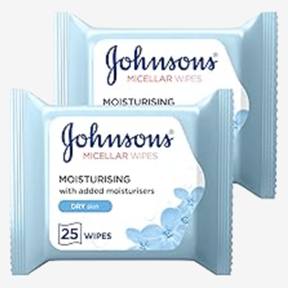 Johnsons®
MICELLAR WIPES
MOISTURISING
Johnsons®
MICELLAR WIPES
MOISTURISING
with added moisturisers
DRY skin
25 WIPES